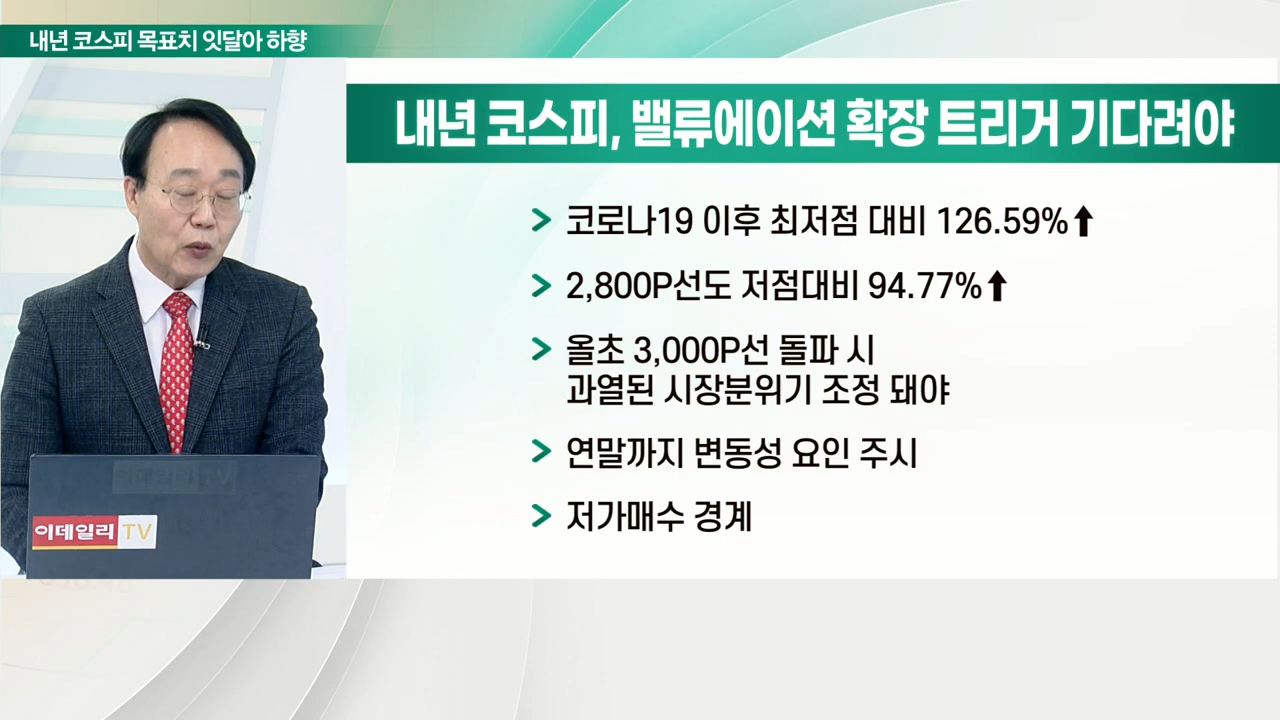 내년 코스피 목표치 잇달아 하향
내년 코스피, 밸류에이션 확장 트리거 기다려야
> 코로나19 이후 최저점 대비 126.59%⬆
> 2,800P선도 저점대비 94.77%⬆
> 올초 3,000P선 돌파 시
과열된 시장분위기 조정 돼야
> 연말까지 변동성 요인 주시
> 저가매수 경계
이데일리 TV